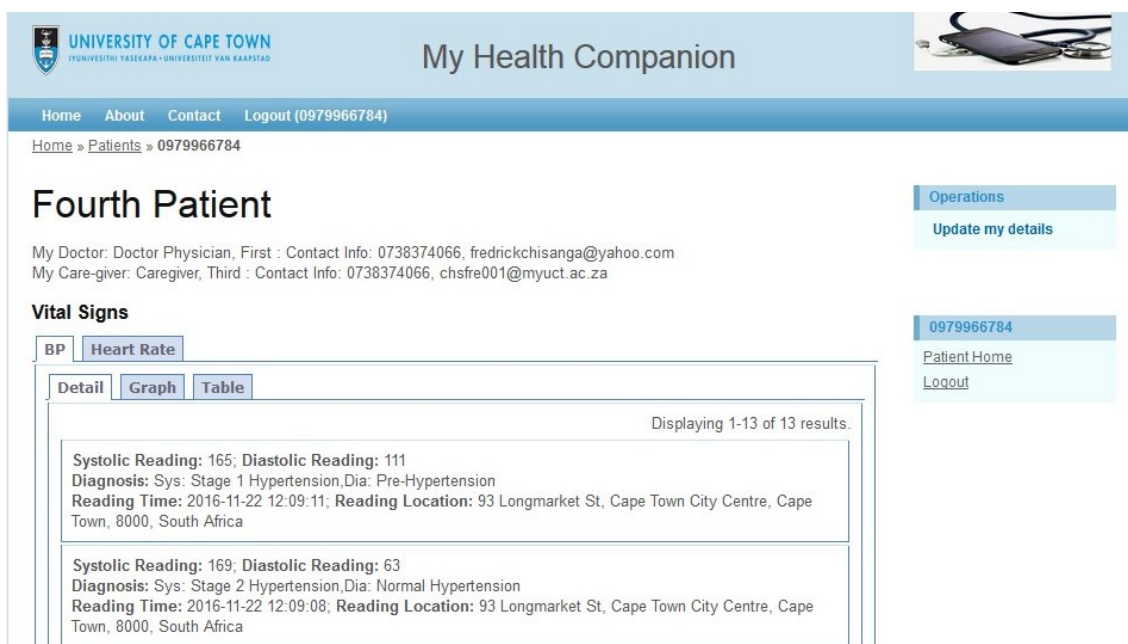 UNIVERSITY OF CAPE TOWN
IYUNIVESITHI YASEKAPA • UNIVERSITEIT VAN KAAPSTAD
My Health Companion
Home About Contact Logout (0979966784)
Home » Patients » 0979966784
Fourth Patient
My Doctor: Doctor Physician, First : Contact Info: 0738374066, fredrickchisanga@yahoo.com
My Care-giver: Caregiver, Third : Contact Info: 0738374066, chsfre001@myuct.ac.za
Vital Signs
BP Heart Rate
Detail Graph Table
Displaying 1-13 of 13 results.
Systolic Reading: 165; Diastolic Reading: 111
Diagnosis: Sys: Stage 1 Hypertension,Dia: Pre-Hypertension
Reading Time: 2016-11-22 12:09:11; Reading Location: 93 Longmarket St, Cape Town City Centre, Cape
Town, 8000, South Africa
Systolic Reading: 169; Diastolic Reading: 63
Diagnosis: Sys: Stage 2 Hypertension,Dia: Normal Hypertension
Reading Time: 2016-11-22 12:09:08; Reading Location: 93 Longmarket St, Cape Town City Centre, Cape
Town, 8000, South Africa
Operations
Update my details
0979966784
Patient Home
Logout